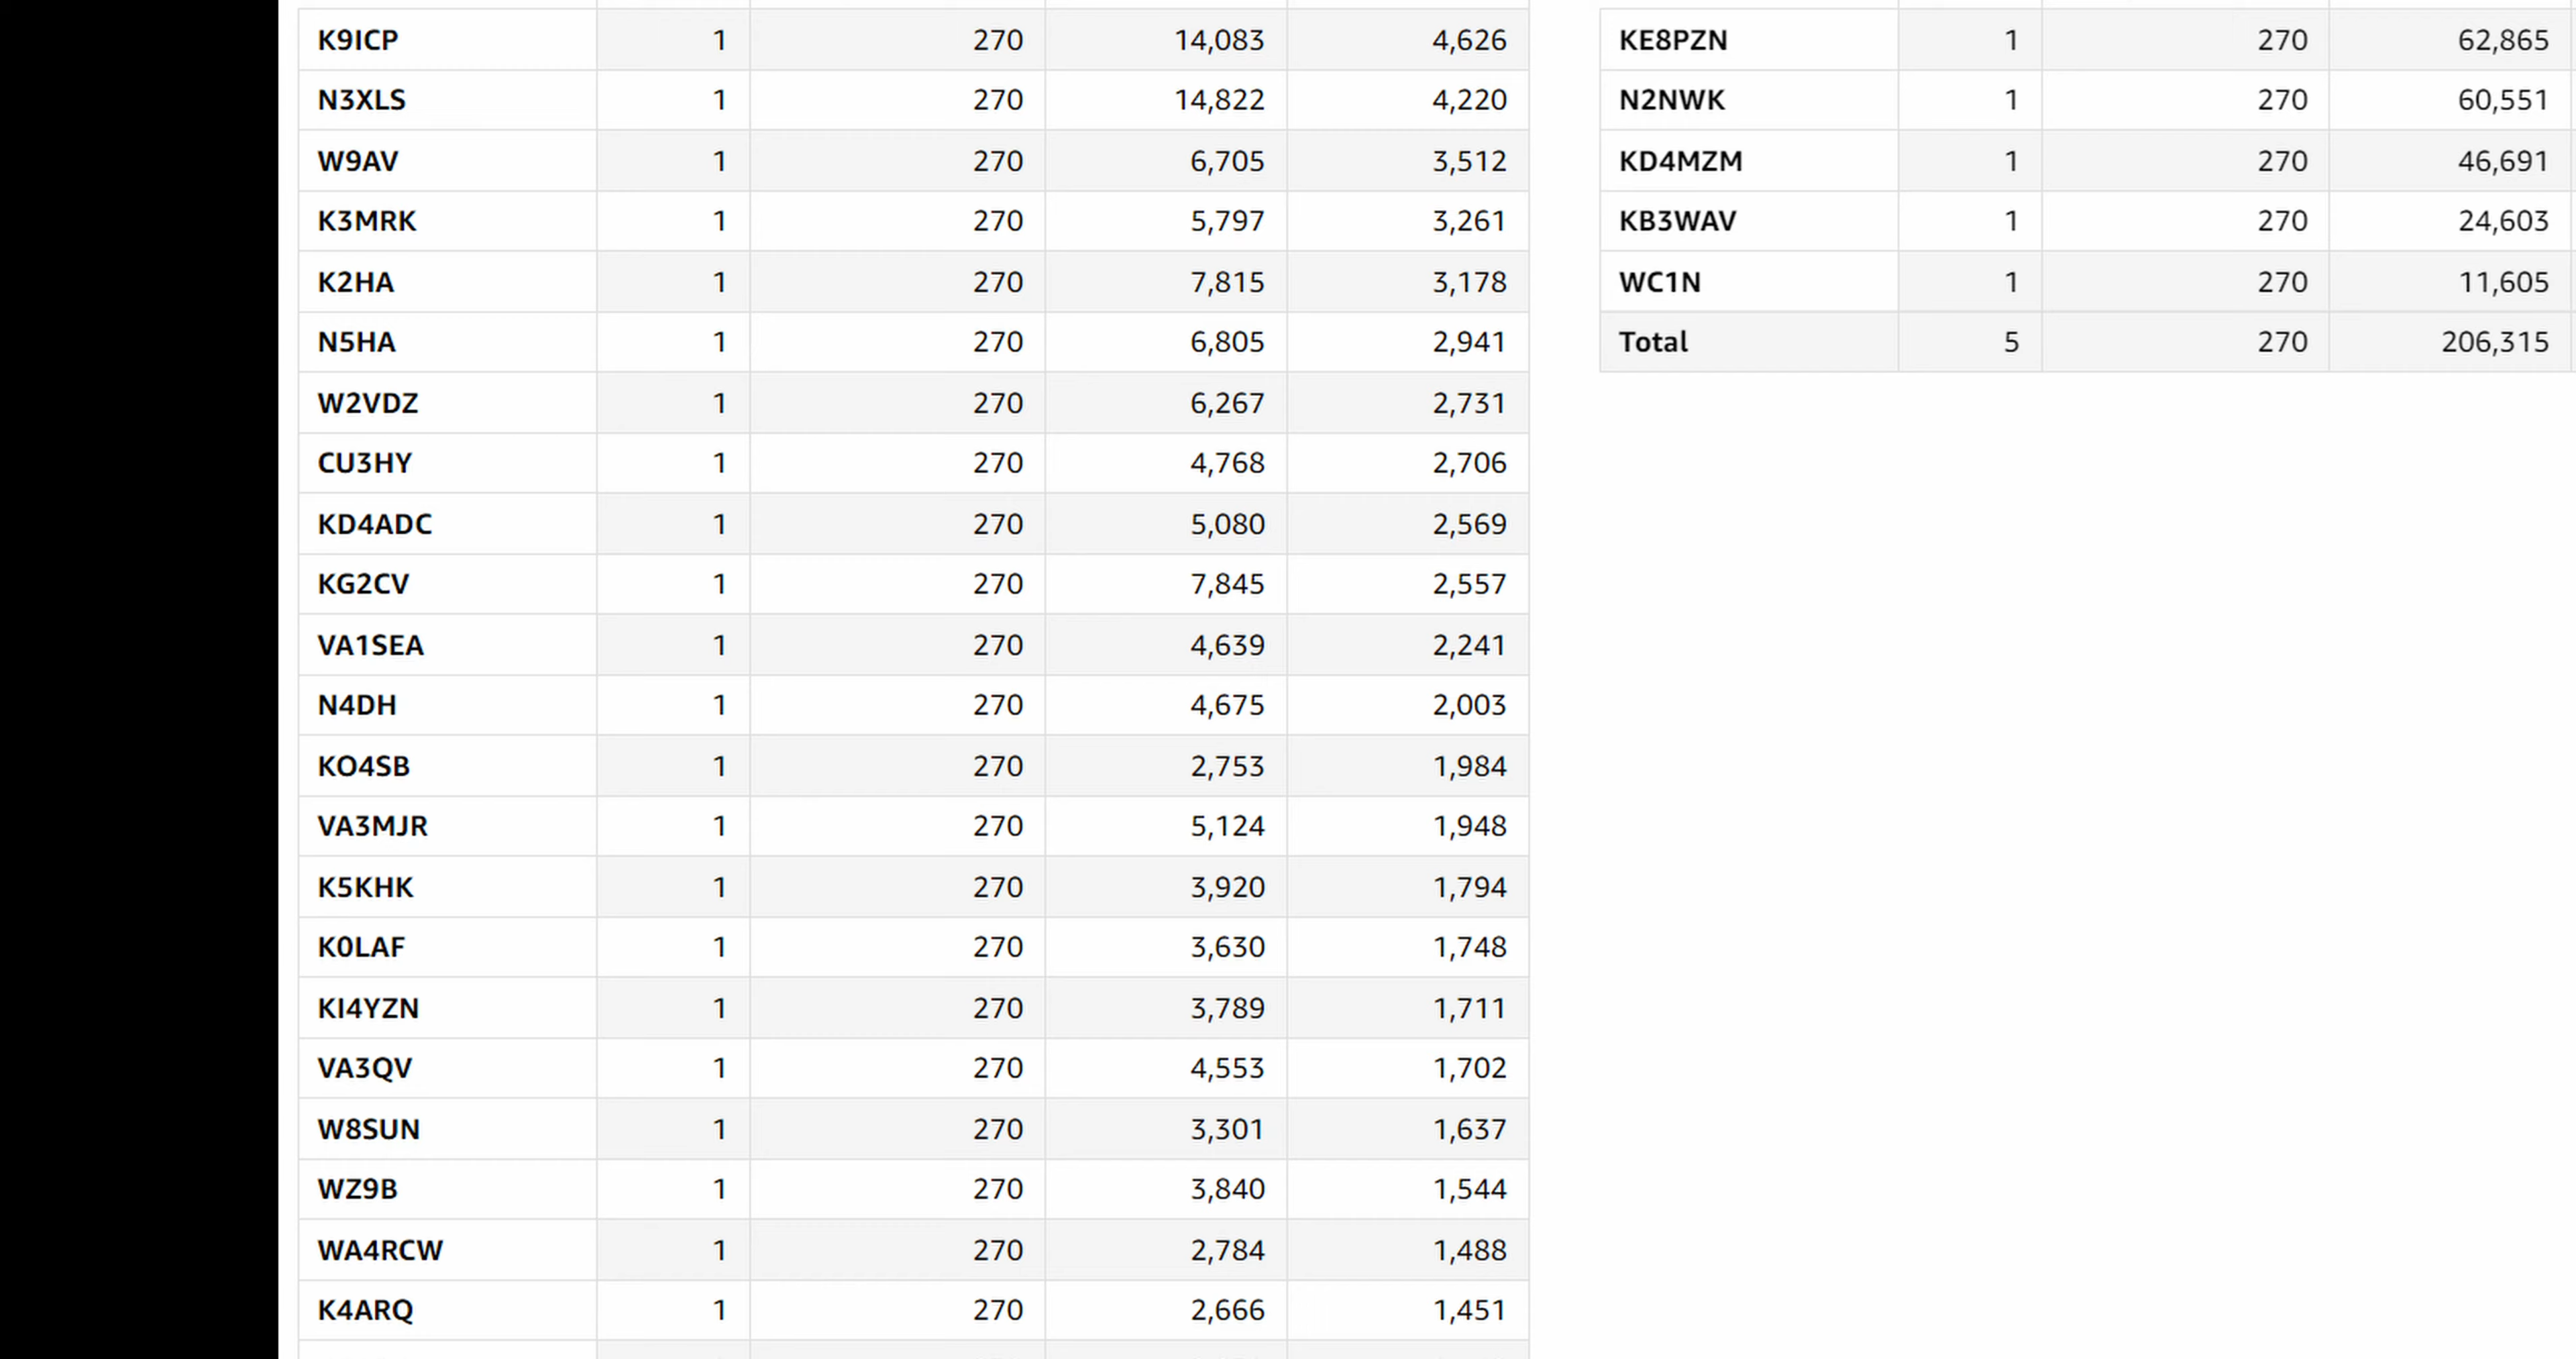 K9ICP 1 270 14,083 4,626
N3XLS 1 270 14,822 4,220
W9AV 1 270 6,705 3,512
K3MRK 1 270 5,797 3,261
K2HA 1 270 7,815 3,178
N5HA 1 270 6,805 2,941
W2VDZ 1 270 6,267 2,731
CU3HY 1 270 4,768 2,706
KD4ADC 1 270 5,080 2,569
KG2CV 1 270 7,845 2,557
VA1SEA 1 270 4,639 2,241
N4DH 1 270 4,675 2,003
KO4SB 1 270 2,753 1,984
VA3MJR 1 270 5,124 1,948
K5KHK 1 270 3,920 1,794
K0LAF 1 270 3,630 1,748
KI4YZN 1 270 3,789 1,711
VA3QV 1 270 4,553 1,702
W8SUN 1 270 3,301 1,637
WZ9B 1 270 3,840 1,544
WA4RCW 1 270 2,784 1,488
K4ARQ 1 270 2,666 1,451
KE8PZN 1 270 62,865
N2NWK 1 270 60,551
KD4MZM 1 270 46,691
KB3WAV 1 270 24,603
WC1N 1 270 11,605
Total 5 270 206,315